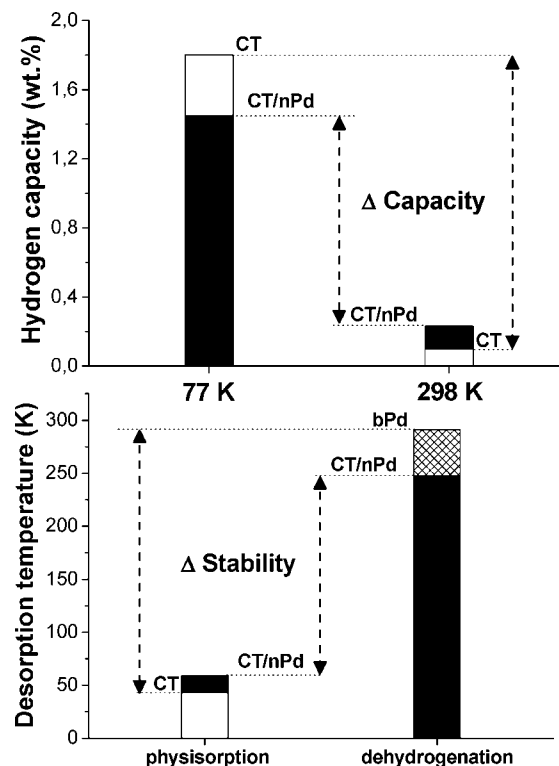 Hydrogen capacity (wt.%)
2,0
1,6
1,2
0,8
0,4
0,0
CT
CT/nPd
Δ Capacity
CT/nPd
CT
77 K
298 K
Desorption temperature (K)
300
250
200
150
100
50
0
bPd
CT/nPd
Δ Stability
CT
CT/nPd
physisorption
dehydrogenation